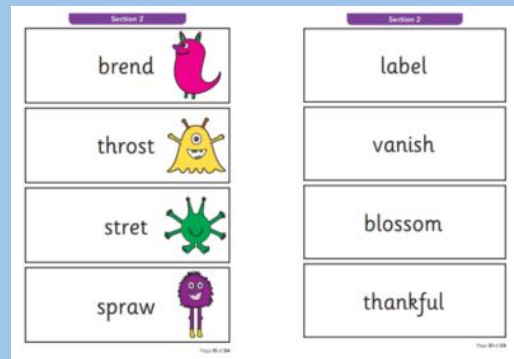 Section 2
brend
throst
stret
spraw
Section 2
label
vanish
blossom
thankful